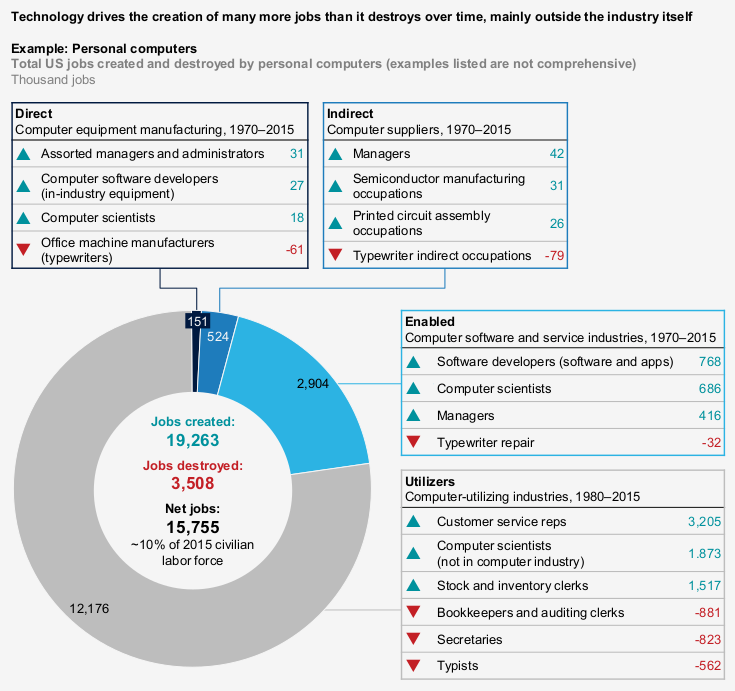 Technology drives the creation of many more jobs than it destroys over time, mainly outside the industry itself
Example: Personal computers
Total US jobs created and destroyed by personal computers (examples listed are not comprehensive)
Thousand jobs
Direct
Computer equipment manufacturing, 1970–2015
Assorted managers and administrators 31
Computer software developers
(in-industry equipment) 27
Computer scientists 18
Office machine manufacturers
(typewriters) -61
Indirect
Computer suppliers, 1970–2015
Managers 42
Semiconductor manufacturing
occupations 31
Printed circuit assembly
occupations 26
Typewriter indirect occupations -79
151
524
2,904
12,176
Jobs created:
19,263
Jobs destroyed:
3,508
Net jobs:
15,755
~10% of 2015 civilian
labor force
Enabled
Computer software and service industries, 1970–2015
Software developers (software and apps) 768
Computer scientists 686
Managers 416
Typewriter repair -32
Utilizers
Computer-utilizing industries, 1980–2015
Customer service reps 3,205
Computer scientists
(not in computer industry) 1.873
Stock and inventory clerks 1,517
Bookkeepers and auditing clerks -881
Secretaries -823
Typists -562